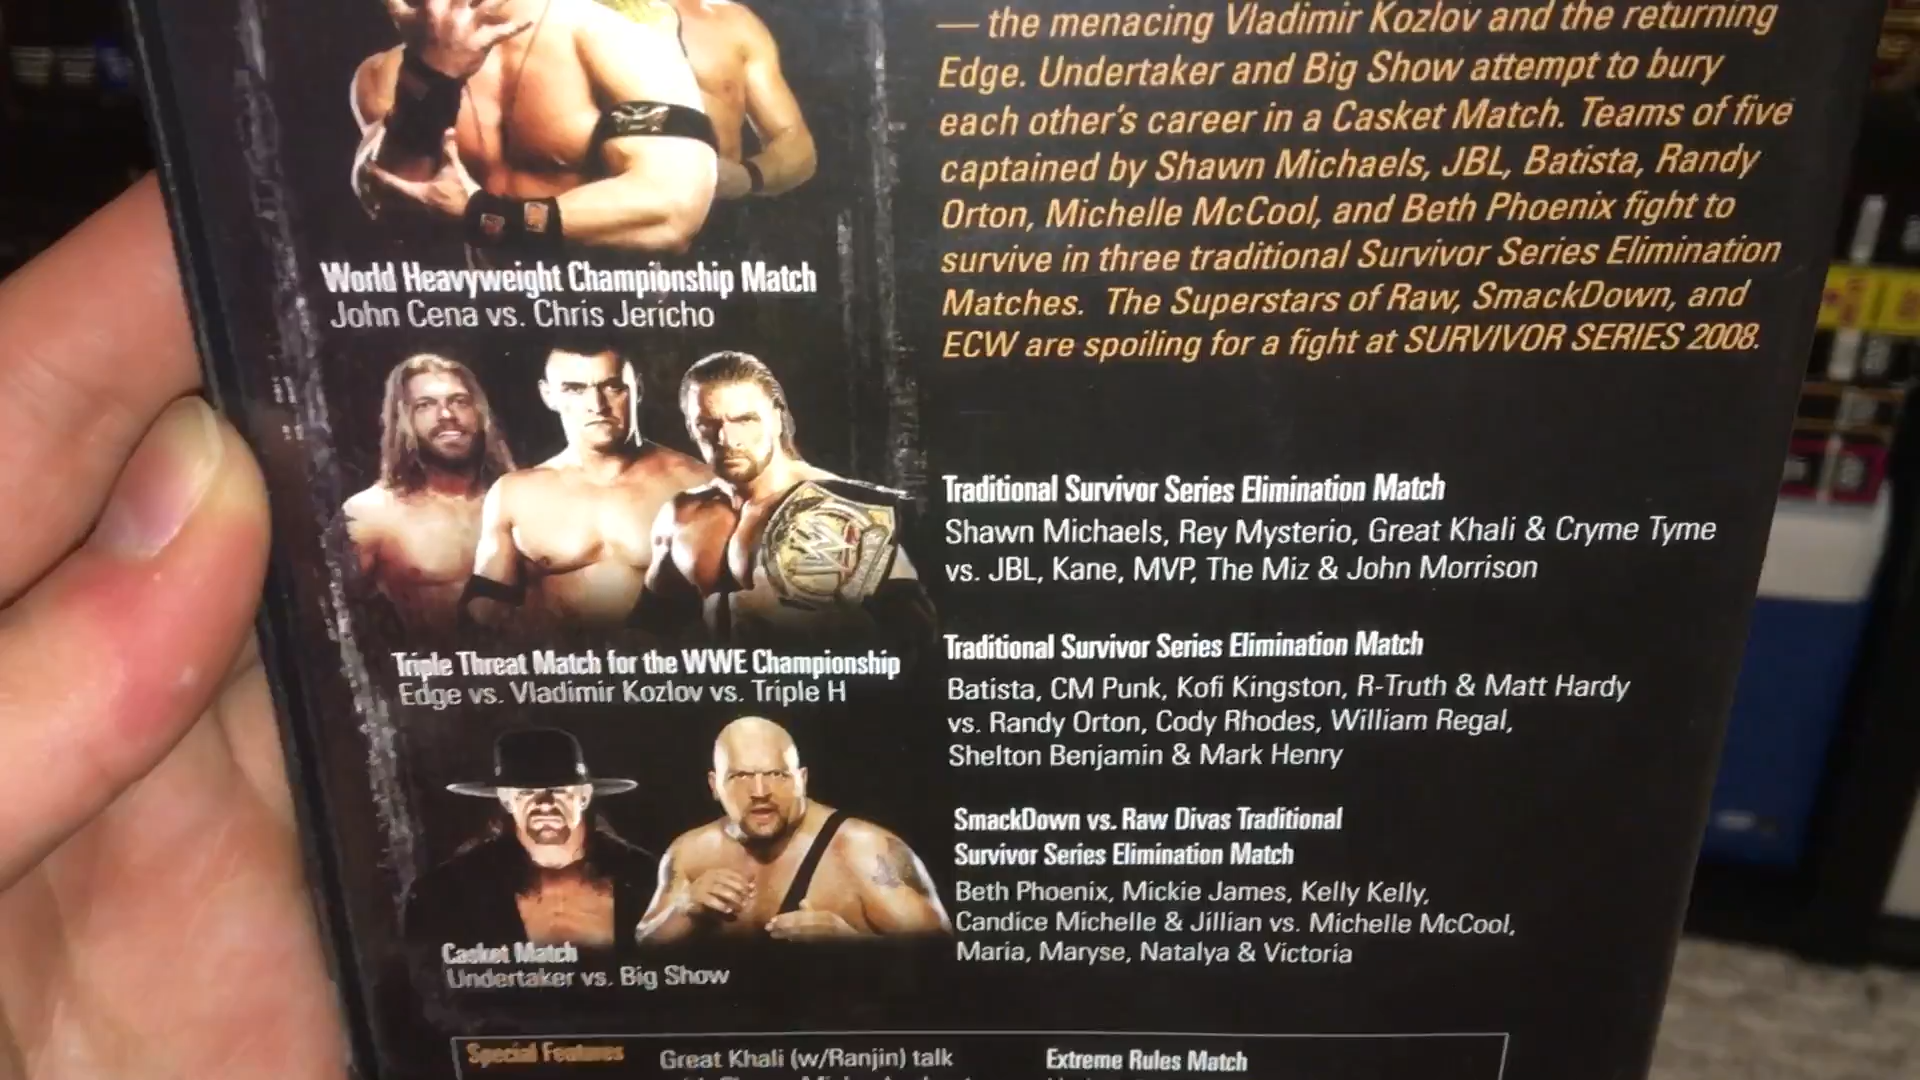 — the menacing Vladimir Kozlov and the returning
Edge. Undertaker and Big Show attempt to bury
each other's career in a Casket Match. Teams of five
captained by Shawn Michaels, JBL, Batista, Randy
Orton, Michelle McCool, and Beth Phoenix fight to
survive in three traditional Survivor Series Elimination
Matches. The Superstars of Raw, SmackDown, and
ECW are spoiling for a fight at SURVIVOR SERIES 2008.
World Heavyweight Championship Match
John Cena vs. Chris Jericho
Triple Threat Match for the WWE Championship
Edge vs. Vladimir Kozlov vs. Triple H
Casket Match
Undertaker vs. Big Show
Traditional Survivor Series Elimination Match
Shawn Michaels, Rey Mysterio, Great Khali & Cryme Tyme
vs. JBL, Kane, MVP, The Miz & John Morrison
Traditional Survivor Series Elimination Match
Batista, CM Punk, Kofi Kingston, R-Truth & Matt Hardy
vs. Randy Orton, Cody Rhodes, William Regal,
Shelton Benjamin & Mark Henry
SmackDown vs. Raw Divas Traditional
Survivor Series Elimination Match
Beth Phoenix, Mickie James, Kelly Kelly,
Candice Michelle & Jillian vs. Michelle McCool,
Maria, Maryse, Natalya & Victoria
Special Features
Great Khali (w/Ranjin) talk
Extreme Rules Match